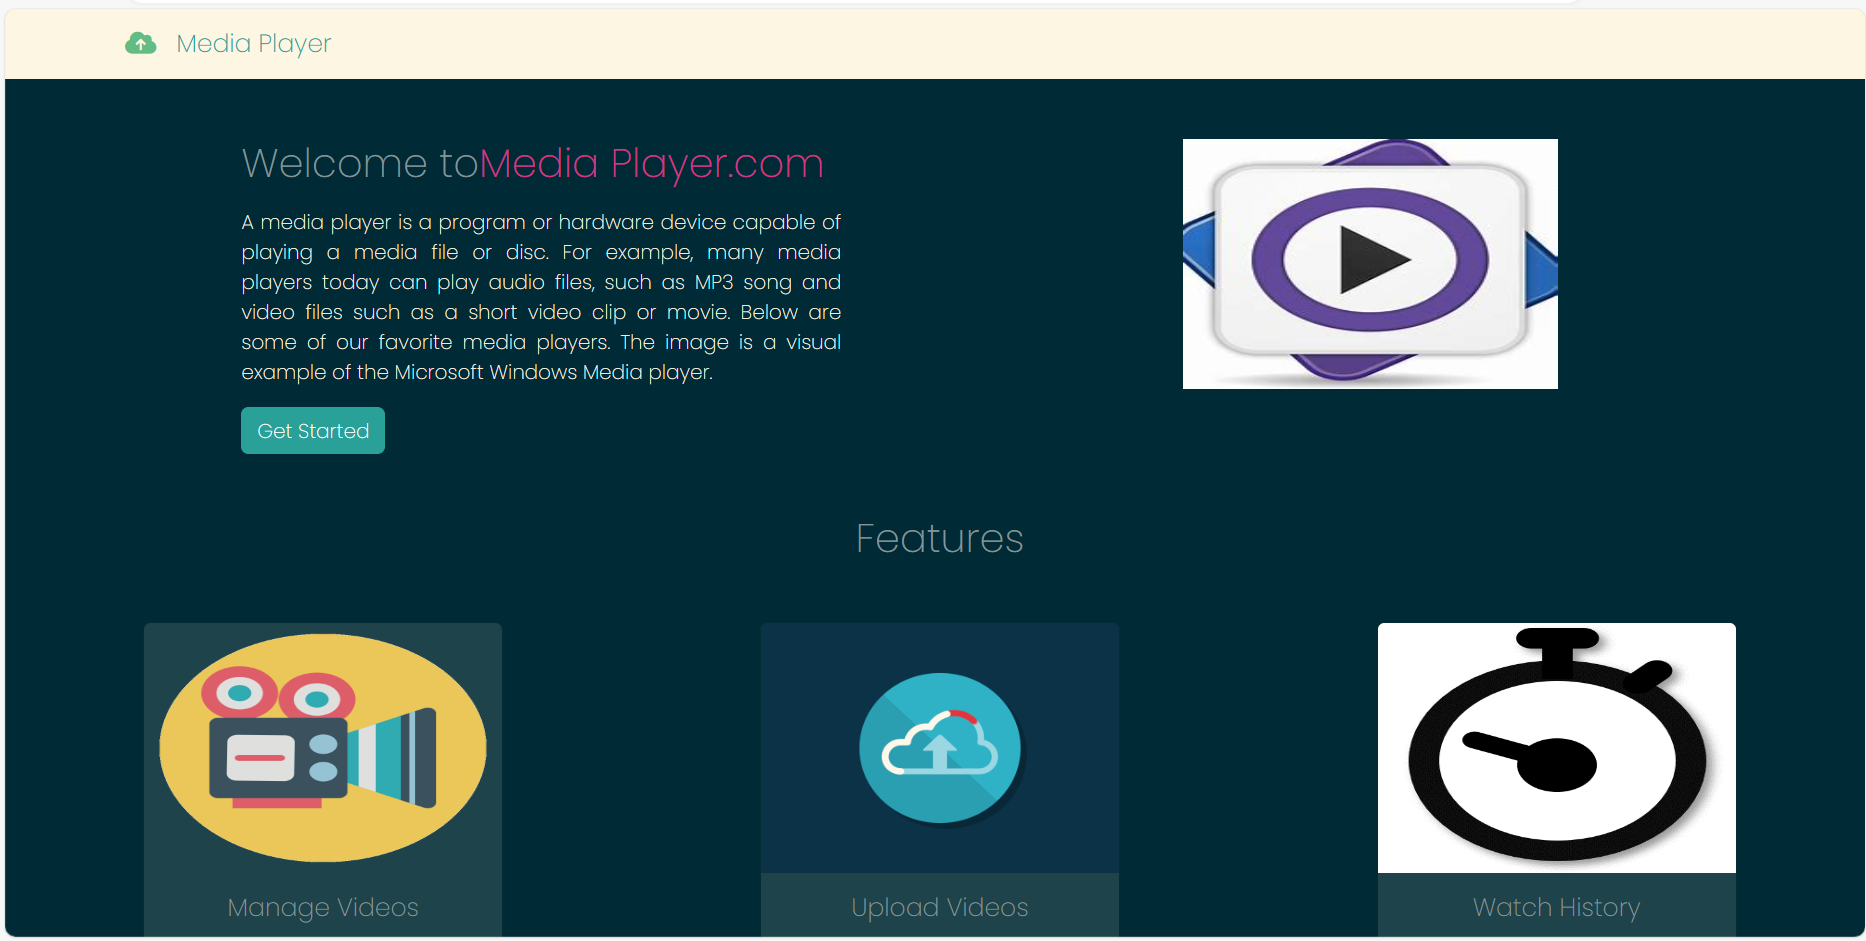 Media Player
Welcome toMedia Player.com
A media player is a program or hardware device capable of
playing a media file or disc. For example, many media
players today can play audio files, such as MP3 song and
video files such as a short video clip or movie. Below are
some of our favorite media players. The image is a visual
example of the Microsoft Windows Media player.
Get Started
Features
Manage Videos
Upload Videos
Watch History